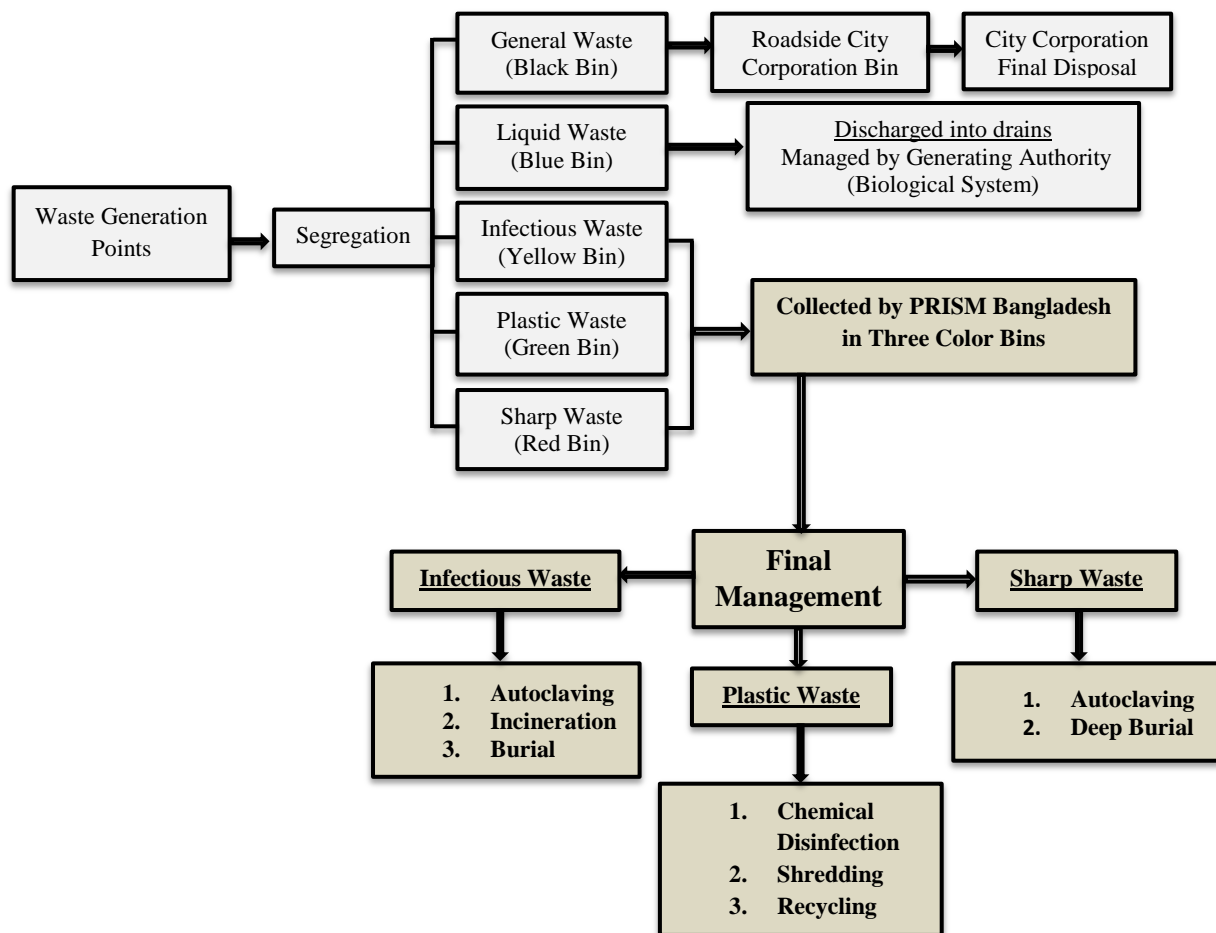 General Waste
(Black Bin)
Roadside City
Corporation Bin
City Corporation
Final Disposal
Liquid Waste
(Blue Bin)
Discharged into drains
Managed by Generating Authority
(Biological System)
Waste Generation
Points
Segregation
Infectious Waste
(Yellow Bin)
Plastic Waste
(Green Bin)
Sharp Waste
(Red Bin)
Collected by PRISM Bangladesh
in Three Color Bins
Final
Management
Infectious Waste
1. Autoclaving
2. Incineration
3. Burial
Plastic Waste
1. Chemical
Disinfection
2. Shredding
3. Recycling
Sharp Waste
1. Autoclaving
2. Deep Burial